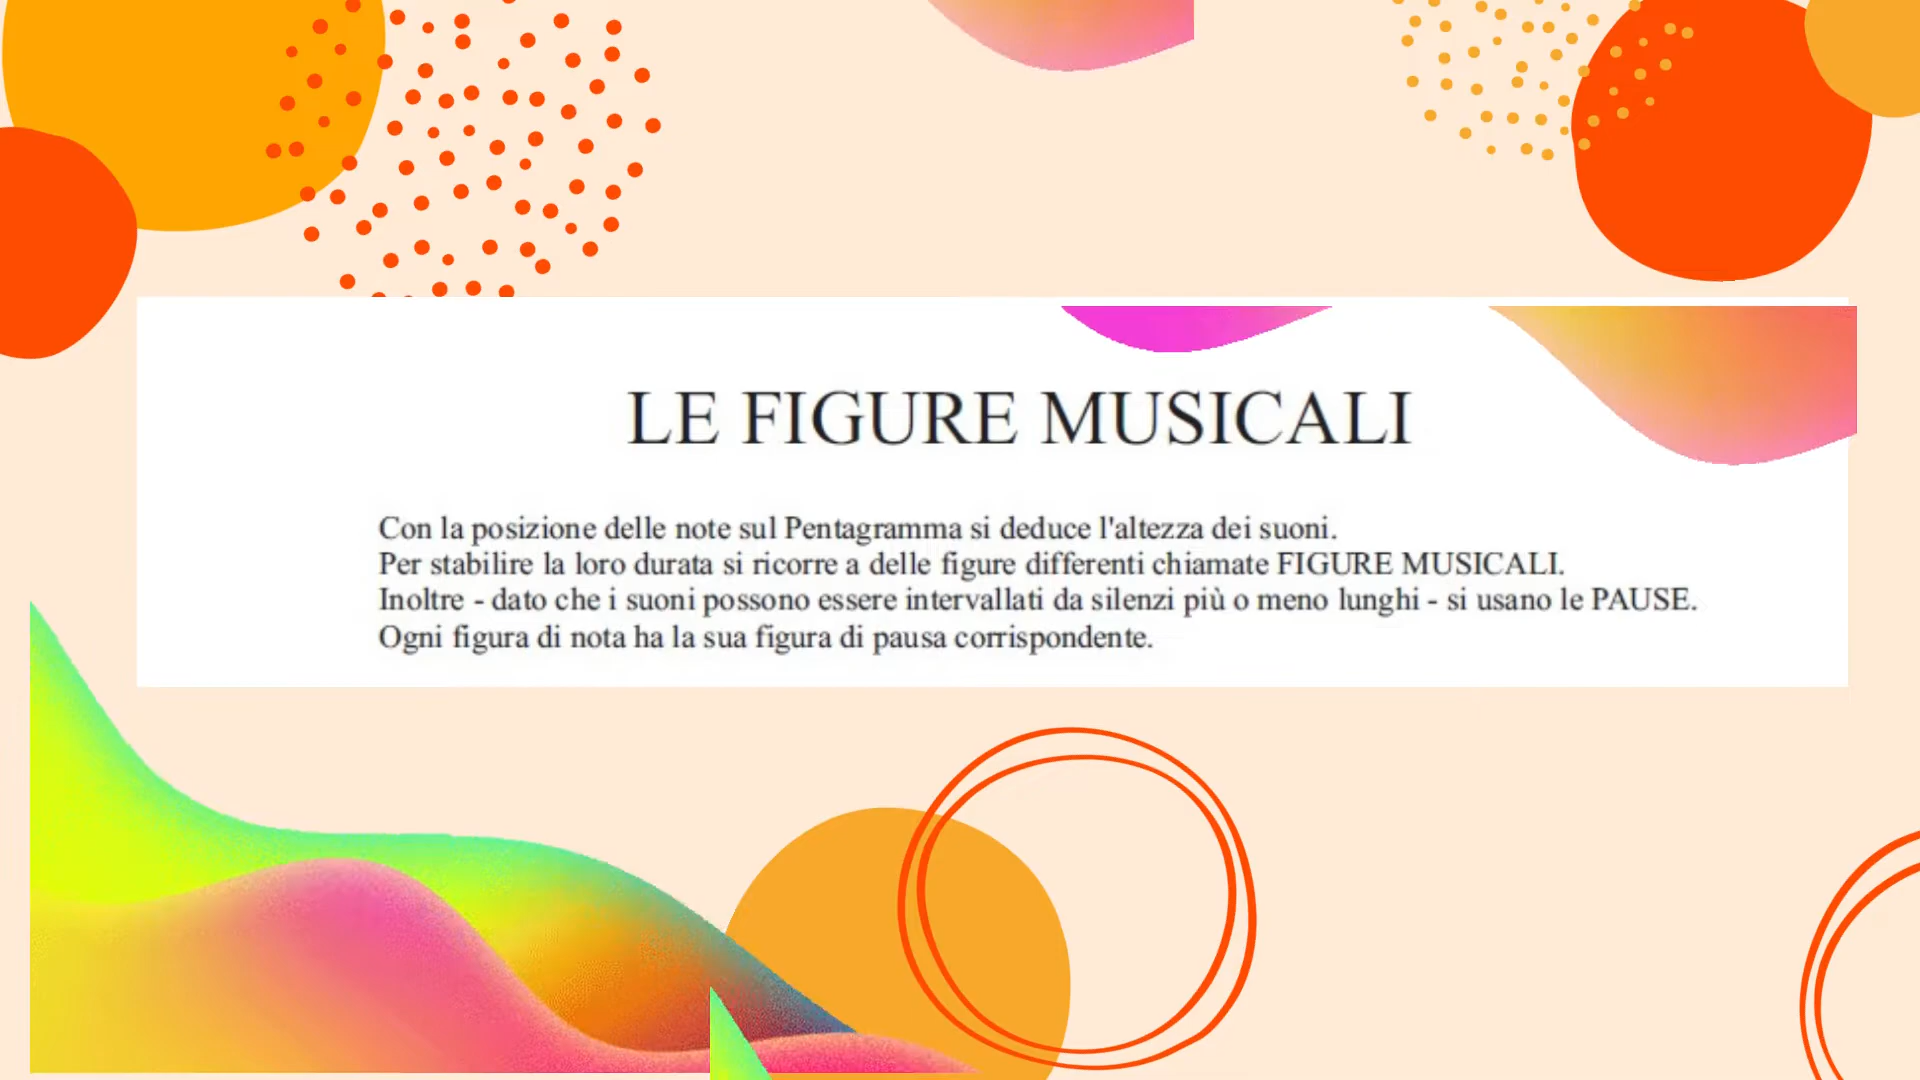 LE FIGURE MUSICALI
Con la posizione delle note sul Pentagramma si deduce l'altezza dei suoni.
Per stabilire la loro durata si ricorre a delle figure differenti chiamate FIGURE MUSICALI.
Inoltre - dato che i suoni possono essere intervallati da silenzi più o meno lunghi - si usano le PAUSE.
Ogni figura di nota ha la sua figura di pausa corrispondente.